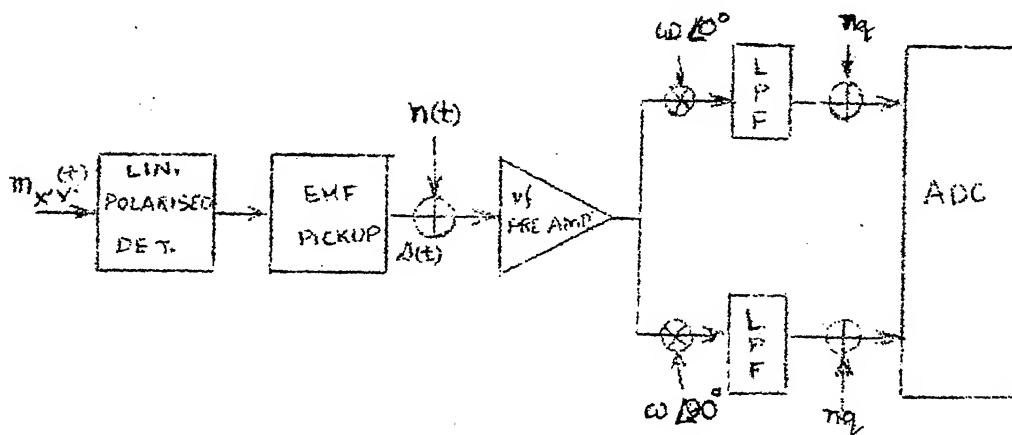 ω∠0°
nq
L
P
F
n(t)
m x'y' (t)
LIN.
POLARISED
DET.
EMF
PICKUP
s(t)
rf
PRE AMP
ADC
L
P
F
ω∠90°
nq